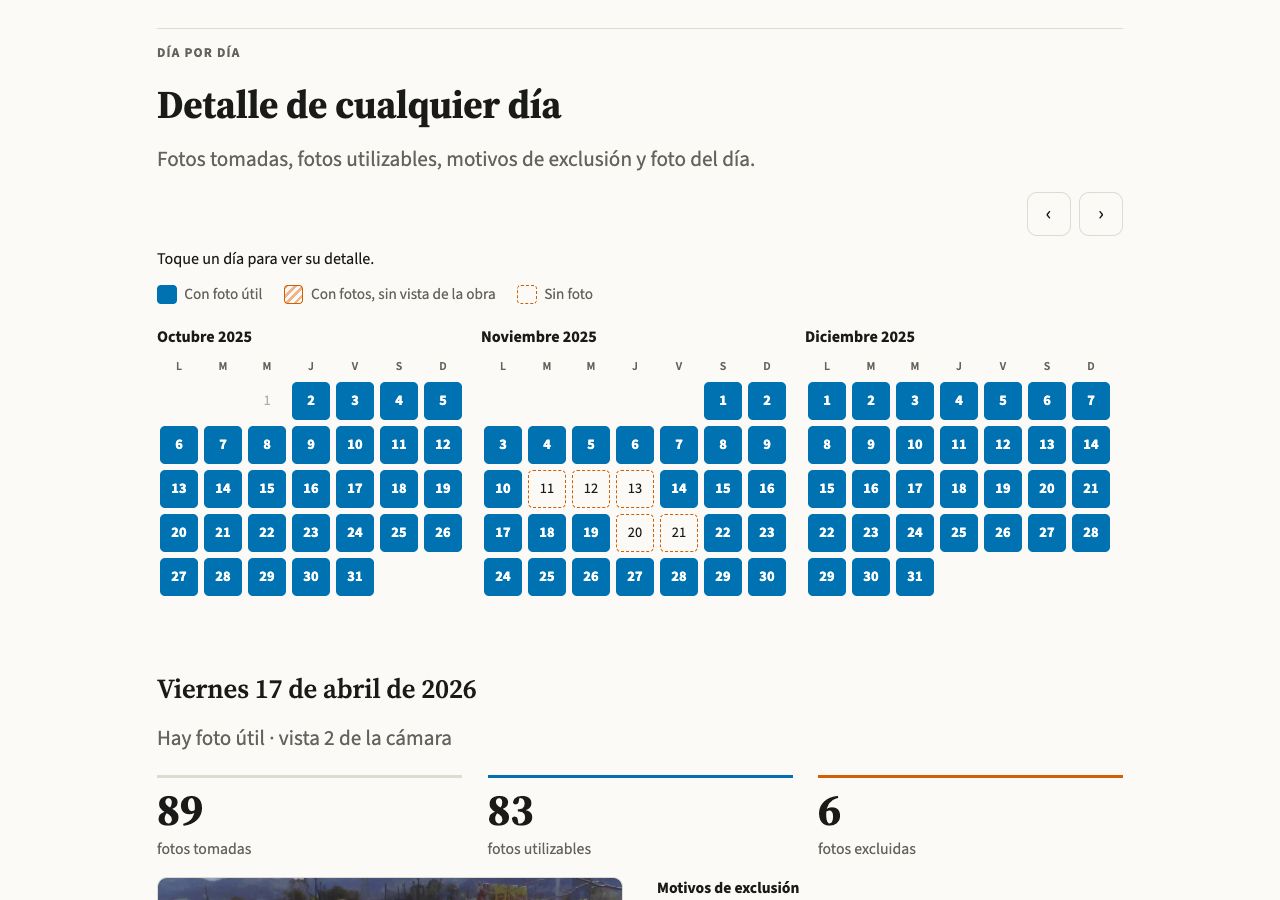 DÍA POR DÍA
Detalle de cualquier día
Fotos tomadas, fotos utilizables, motivos de exclusión y foto del día.
‹ ›
Toque un día para ver su detalle.
Con foto útil Con fotos, sin vista de la obra Sin foto
Octubre 2025
L M M J V S D
1 2 3 4 5
6 7 8 9 10 11 12
13 14 15 16 17 18 19
20 21 22 23 24 25 26
27 28 29 30 31
Noviembre 2025
L M M J V S D
1 2
3 4 5 6 7 8 9
10 11 12 13 14 15 16
17 18 19 20 21 22 23
24 25 26 27 28 29 30
Diciembre 2025
L M M J V S D
1 2 3 4 5 6 7
8 9 10 11 12 13 14
15 16 17 18 19 20 21
22 23 24 25 26 27 28
29 30 31
Viernes 17 de abril de 2026
Hay foto útil · vista 2 de la cámara
89
fotos tomadas
83
fotos utilizables
6
fotos excluidas
Motivos de exclusión